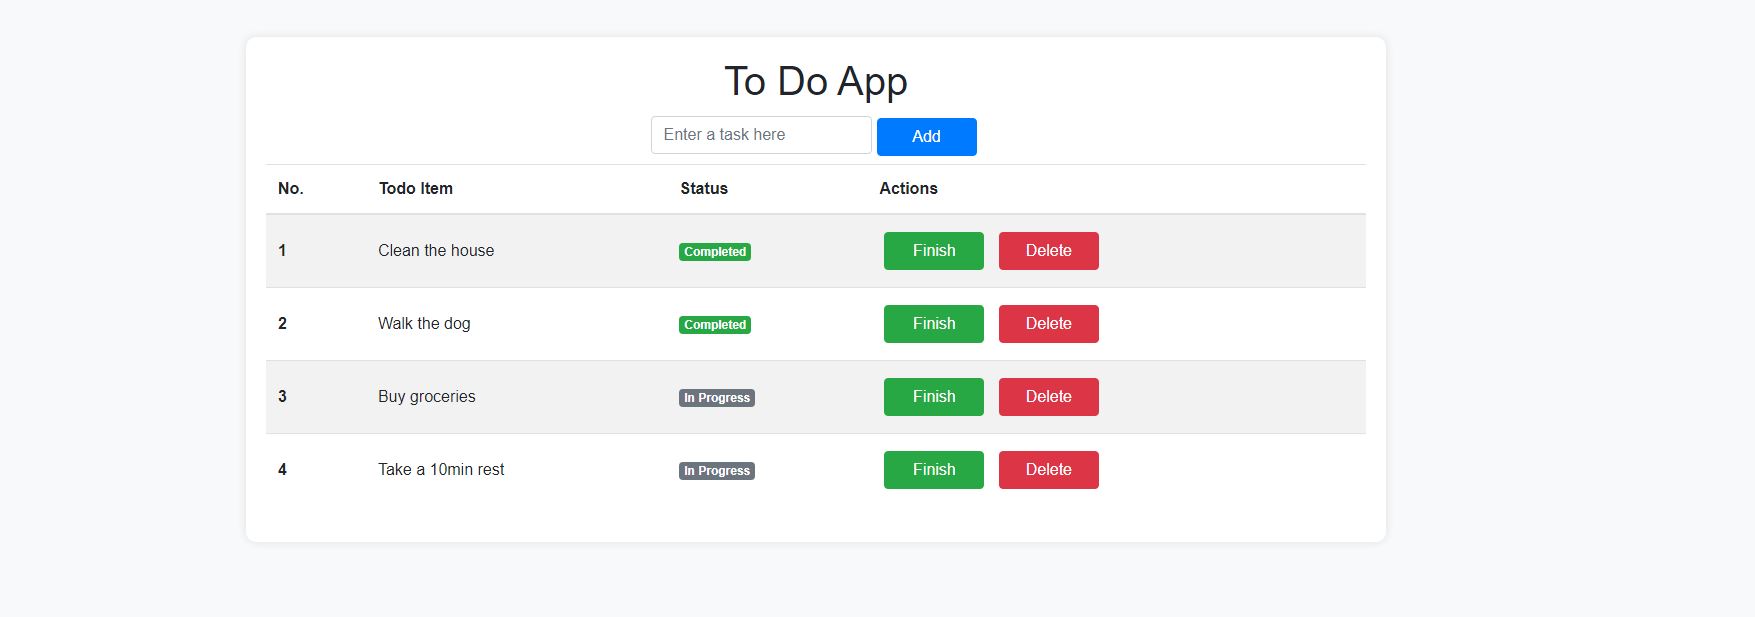 To Do App
Enter a task here Add
No. Todo Item Status Actions
1 Clean the house Completed Finish Delete
2 Walk the dog Completed Finish Delete
3 Buy groceries In Progress Finish Delete
4 Take a 10min rest In Progress Finish Delete